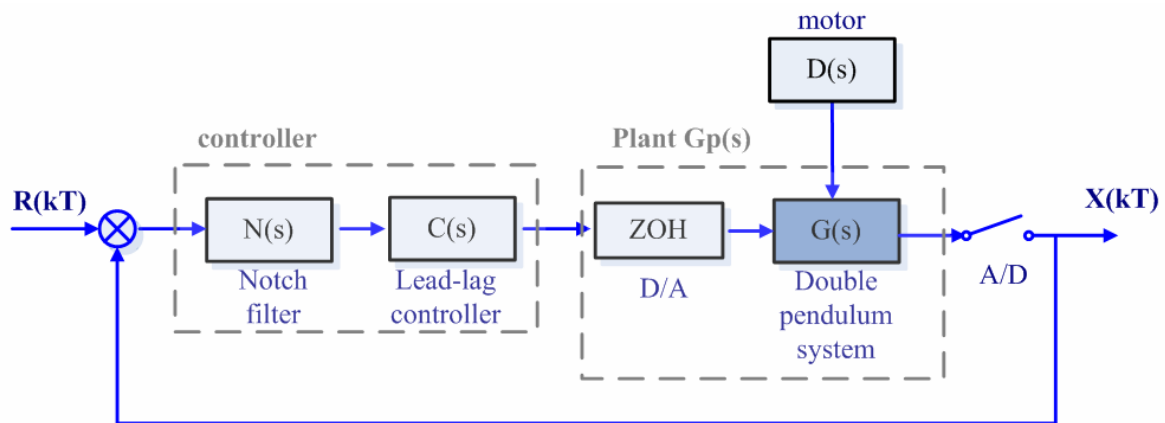 motor
D(s)
controller
Plant Gp(s)
R(kT)
X(kT)
N(s)
C(s)
ZOH
G(s)
Notch
filter
Lead-lag
controller
D/A
Double
pendulum
system
A/D